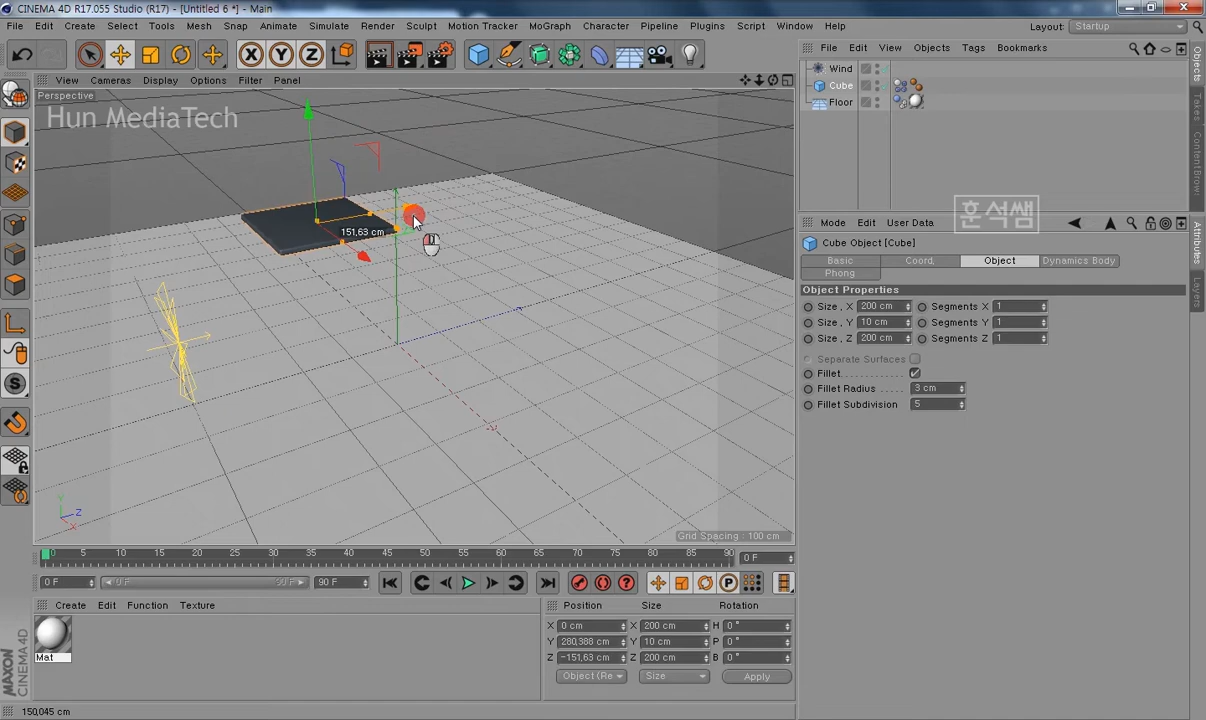 CINEMA 4D R17.055 Studio (R17) - [Untitled 6 *] - Main
File Edit Create Select Tools Mesh Snap Animate Simulate Render Sculpt Motion Tracker MoGraph Character Pipeline Plugins Script Window Help
Layout: Startup
X Y Z
File Edit View Objects Tags Bookmarks
View Cameras Display Options Filter Panel
Perspective
Hun MediaTech
Wind
Cube
Floor
Objects
Takes
Content Browser
훈석쌤
151,63 cm
Mode Edit User Data
Cube Object [Cube]
Basic Coord, Object Dynamics Body
Phong
Object Properties
Size , X 200 cm Segments X 1
Size , Y 10 cm Segments Y 1
Size , Z 200 cm Segments Z 1
Separate Surfaces
Fillet
Fillet Radius 3 cm
Fillet Subdivision 5
Attributes
Layers
Y
Z
X
Grid Spacing : 100 cm
0 5 10 15 20 25 30 35 40 45 50 55 60 65 70 75 80 85 90 0 F
0 F 0 F 90 F 90 F
P
Create Edit Function Texture
Mat
Position Size Rotation
X 0 cm X 200 cm H 0 °
Y 280,388 cm Y 10 cm P 0 °
Z -151,63 cm Z 200 cm B 0 °
Object (Re Size Apply
MAXON CINEMA 4D
150,045 cm